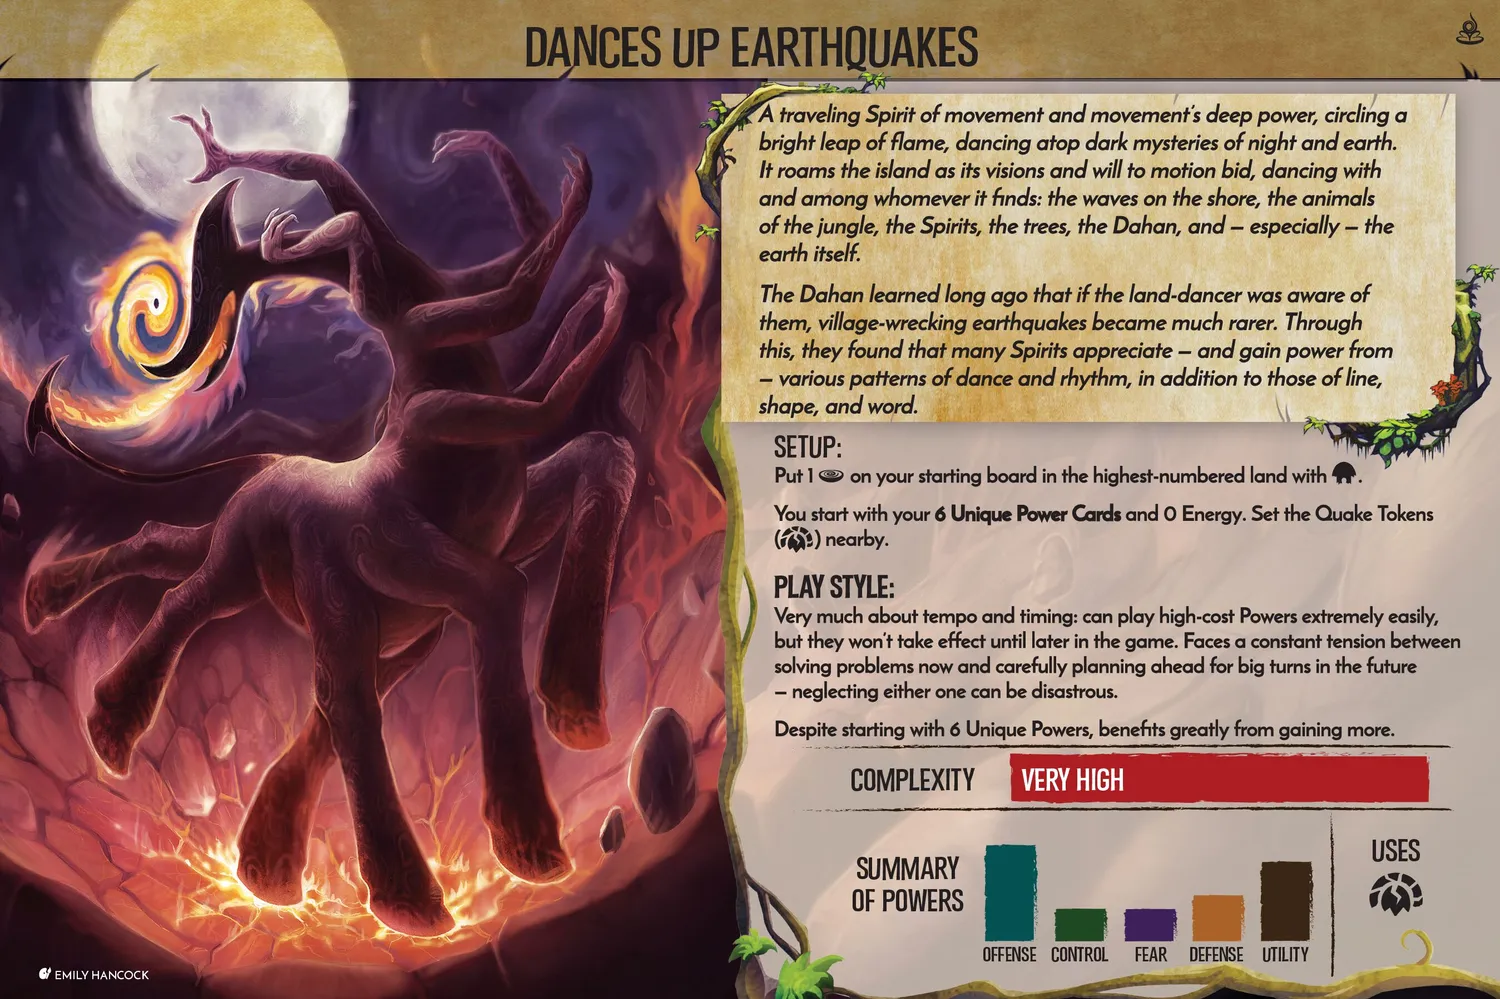 DANCES UP EARTHQUAKES
A traveling Spirit of movement and movement's deep power, circling a
bright leap of flame, dancing atop dark mysteries of night and earth.
It roams the island as its visions and will to motion bid, dancing with
and among whomever it finds: the waves on the shore, the animals
of the jungle, the Spirits, the trees, the Dahan, and – especially – the
earth itself.
The Dahan learned long ago that if the land-dancer was aware of
them, village-wrecking earthquakes became much rarer. Through
this, they found that many Spirits appreciate – and gain power from
– various patterns of dance and rhythm, in addition to those of line,
shape, and word.
SETUP:
Put 1 on your starting board in the highest-numbered land with .
You start with your 6 Unique Power Cards and 0 Energy. Set the Quake Tokens
( ) nearby.
PLAY STYLE:
Very much about tempo and timing: can play high-cost Powers extremely easily,
but they won't take effect until later in the game. Faces a constant tension between
solving problems now and carefully planning ahead for big turns in the future
– neglecting either one can be disastrous.
Despite starting with 6 Unique Powers, benefits greatly from gaining more.
COMPLEXITY VERY HIGH
SUMMARY
OF POWERS
OFFENSE CONTROL FEAR DEFENSE UTILITY
USES
EMILY HANCOCK